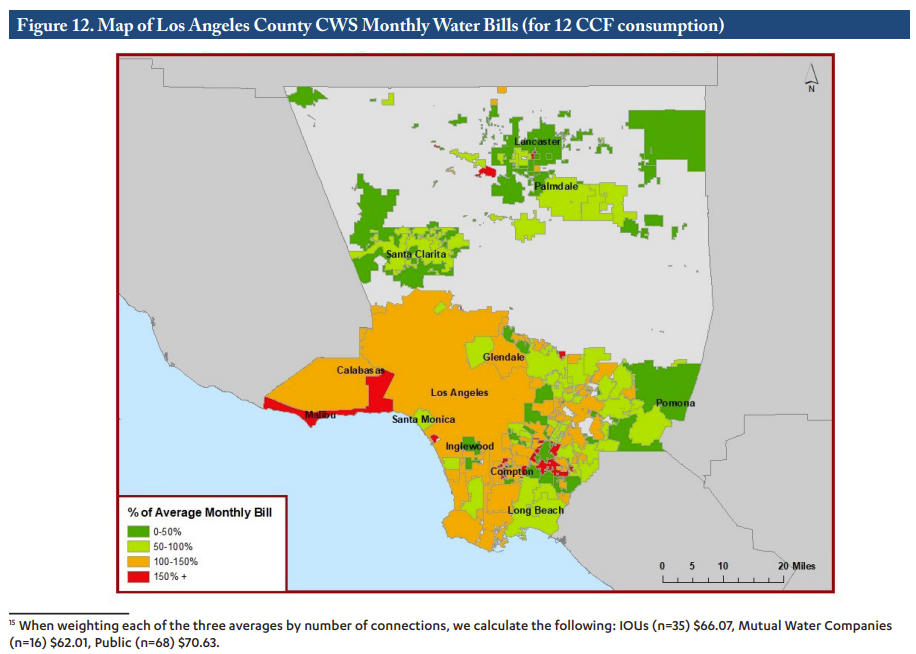 Figure 12. Map of Los Angeles County CWS Monthly Water Bills (for 12 CCF consumption)
N
Lancaster
Palmdale
Santa Clarita
Glendale
Calabasas
Los Angeles
Pomona
Malibu
Santa Monica
Inglewood
Compton
Long Beach
% of Average Monthly Bill
0-50%
50-100%
100-150%
150% +
0 5 10 20 Miles
15 When weighting each of the three averages by number of connections, we calculate the following: IOUs (n=35) $66.07, Mutual Water Companies
(n=16) $62.01, Public (n=68) $70.63.